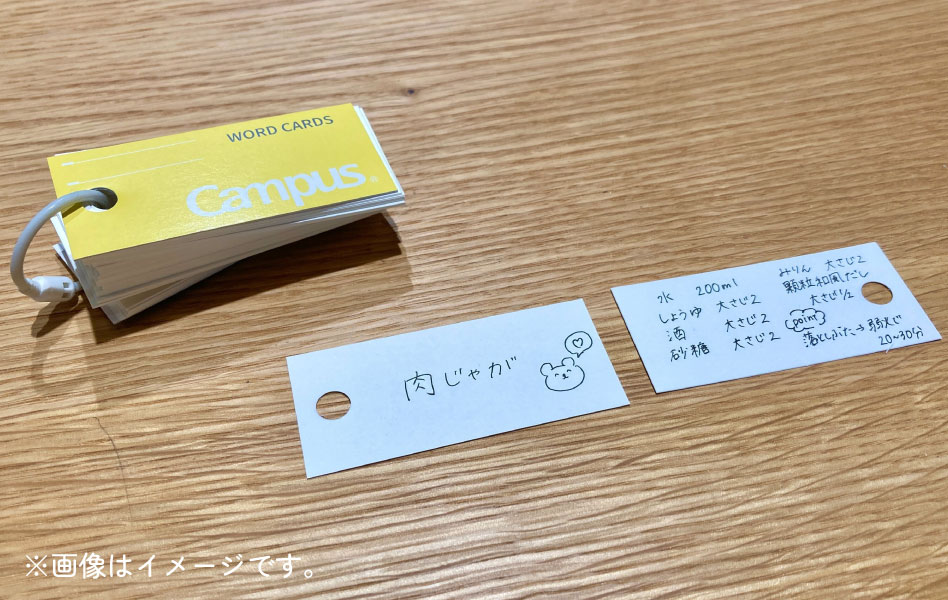 WORD CARDS
Campus®
肉じゃが
水 200ml
しょうゆ 大さじ2
酒 大さじ2
砂糖 大さじ2
みりん 大さじ2
顆粒和風だし
大さじ1/2
point
落としぶた→弱火で
20~30分
※画像はイメージです。